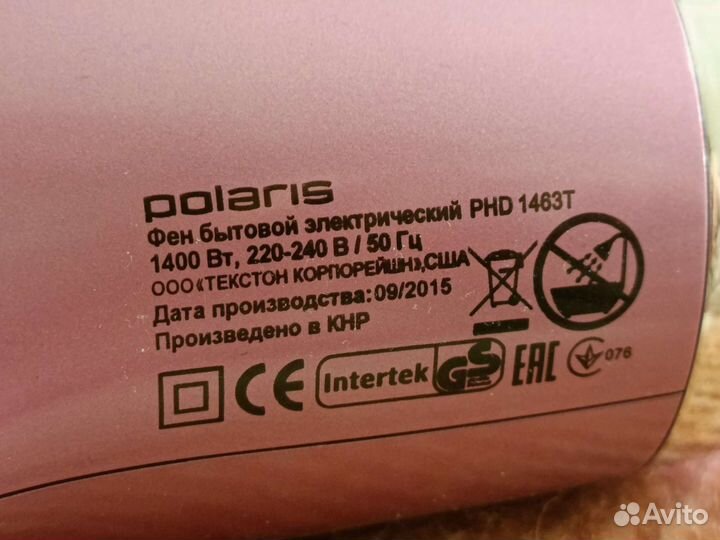 polaris
Фен бытовой электрический PHD 1463T
1400 Вт, 220-240 В / 50 Гц
ООО«ТЕКСТОН КОРПОРЕЙШН»,США
Дата производства:09/2015
Произведено в КНР
CE Intertek GS EAC 076
Avito